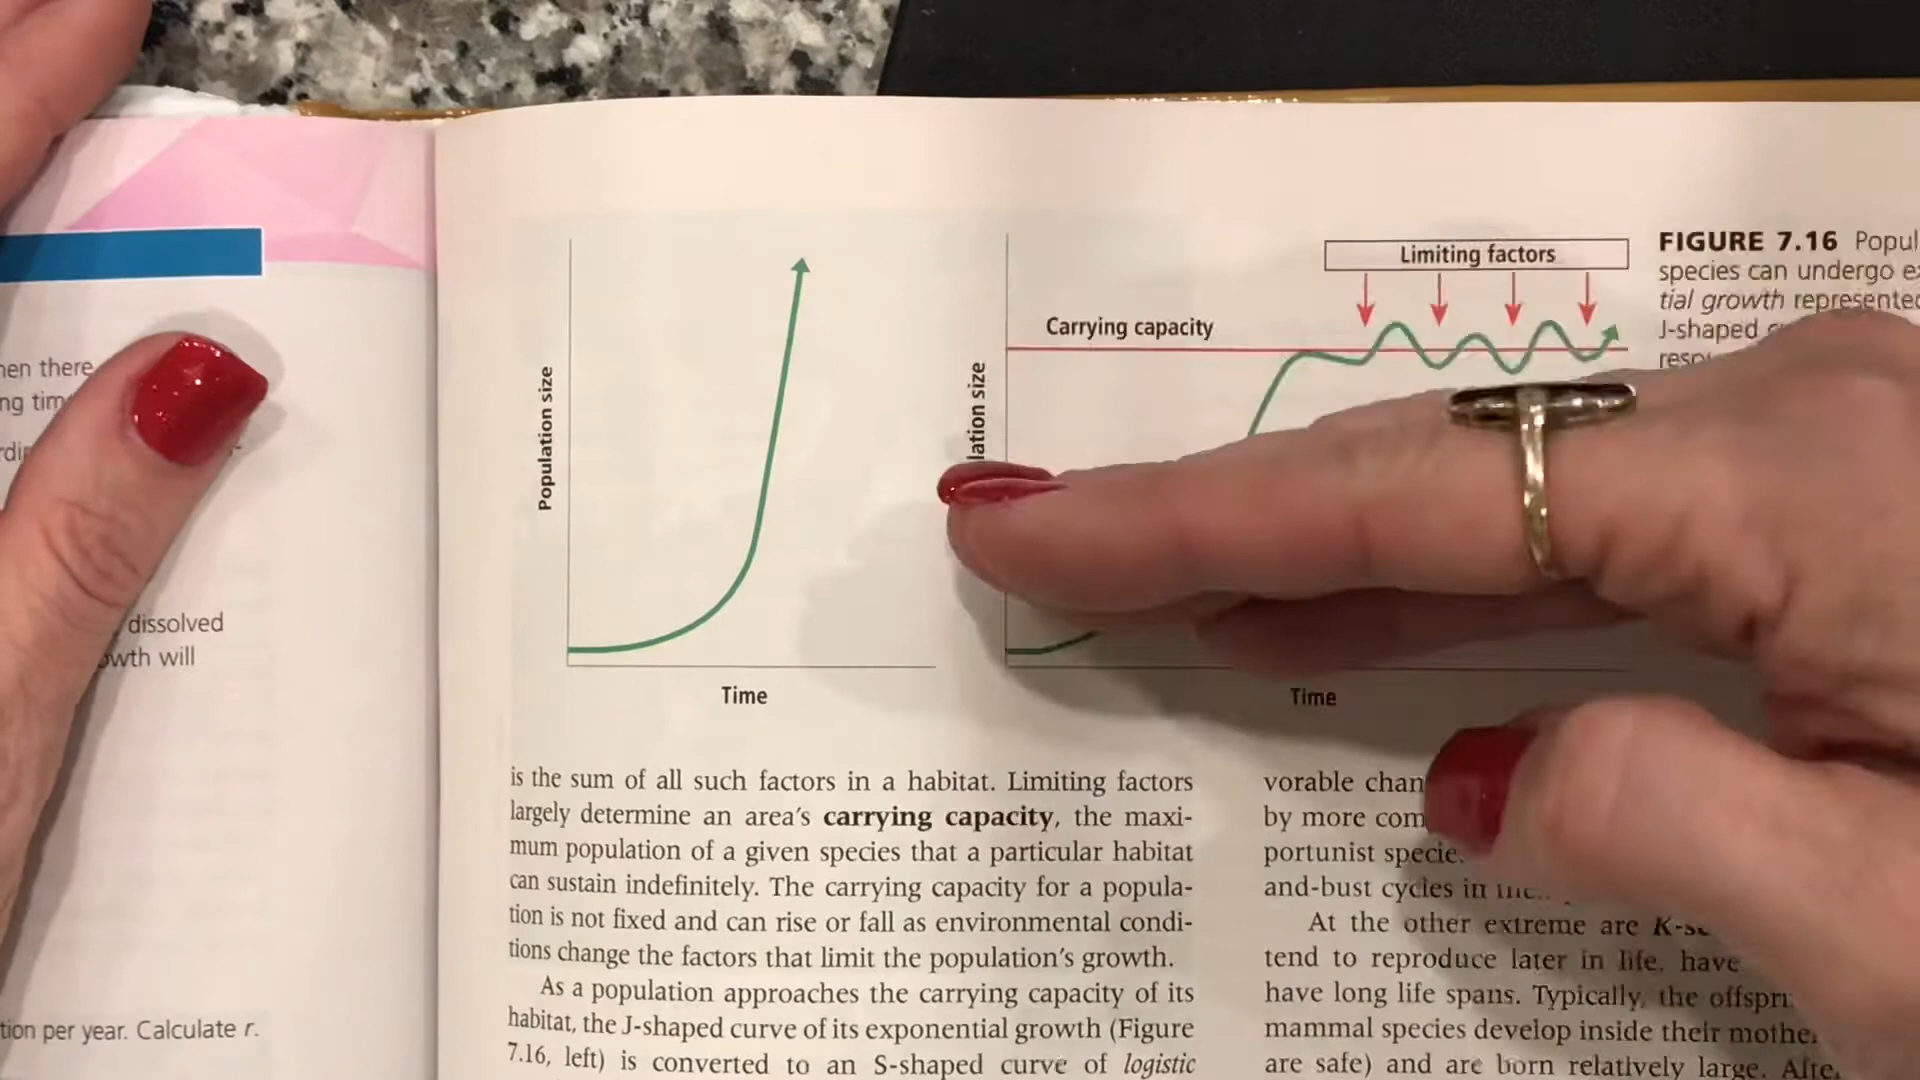 hen there
ng tim
dissolved
owth will
tion per year. Calculate r.
Population size
Time
Limiting factors
Carrying capacity
lation size
Time
FIGURE 7.16 Popul
species can undergo e
tial growth represented
J-shaped
is the sum of all such factors in a habitat. Limiting factors
largely determine an area's carrying capacity, the maxi-
mum population of a given species that a particular habitat
can sustain indefinitely. The carrying capacity for a popula-
tion is not fixed and can rise or fall as environmental condi-
tions change the factors that limit the population's growth.
As a population approaches the carrying capacity of its
habitat, the J-shaped curve of its exponential growth (Figure
7.16, left) is converted to an S-shaped curve of logistic
vorable chan
by more com
portunist specie
and-bust cycles in
At the other extreme are K-s
tend to reproduce later in life, have
have long life spans. Typically, the offspri
mammal species develop inside their mothe
are safe) and are born relatively large. Afte